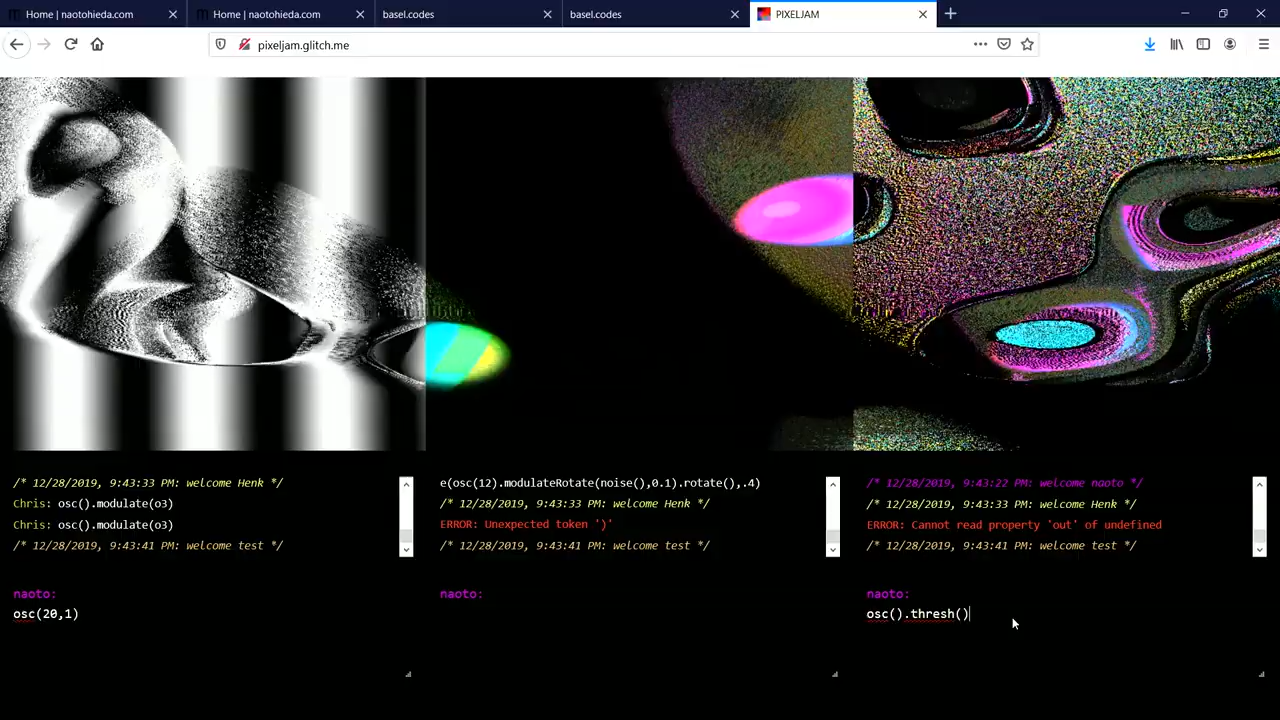 Home | naotohieda.com
Home | naotohieda.com
basel.codes
basel.codes
PIXELJAM
pixeljam.glitch.me
/* 12/28/2019, 9:43:33 PM: welcome Henk */
Chris: osc().modulate(o3)
Chris: osc().modulate(o3)
/* 12/28/2019, 9:43:41 PM: welcome test */
naoto:
osc(20,1)
e(osc(12).modulateRotate(noise(),0.1).rotate(),.4)
/* 12/28/2019, 9:43:33 PM: welcome Henk */
ERROR: Unexpected token ')'
/* 12/28/2019, 9:43:41 PM: welcome test */
naoto:
/* 12/28/2019, 9:43:22 PM: welcome naoto */
/* 12/28/2019, 9:43:33 PM: welcome Henk */
ERROR: Cannot read property 'out' of undefined
/* 12/28/2019, 9:43:41 PM: welcome test */
naoto:
osc().thresh()